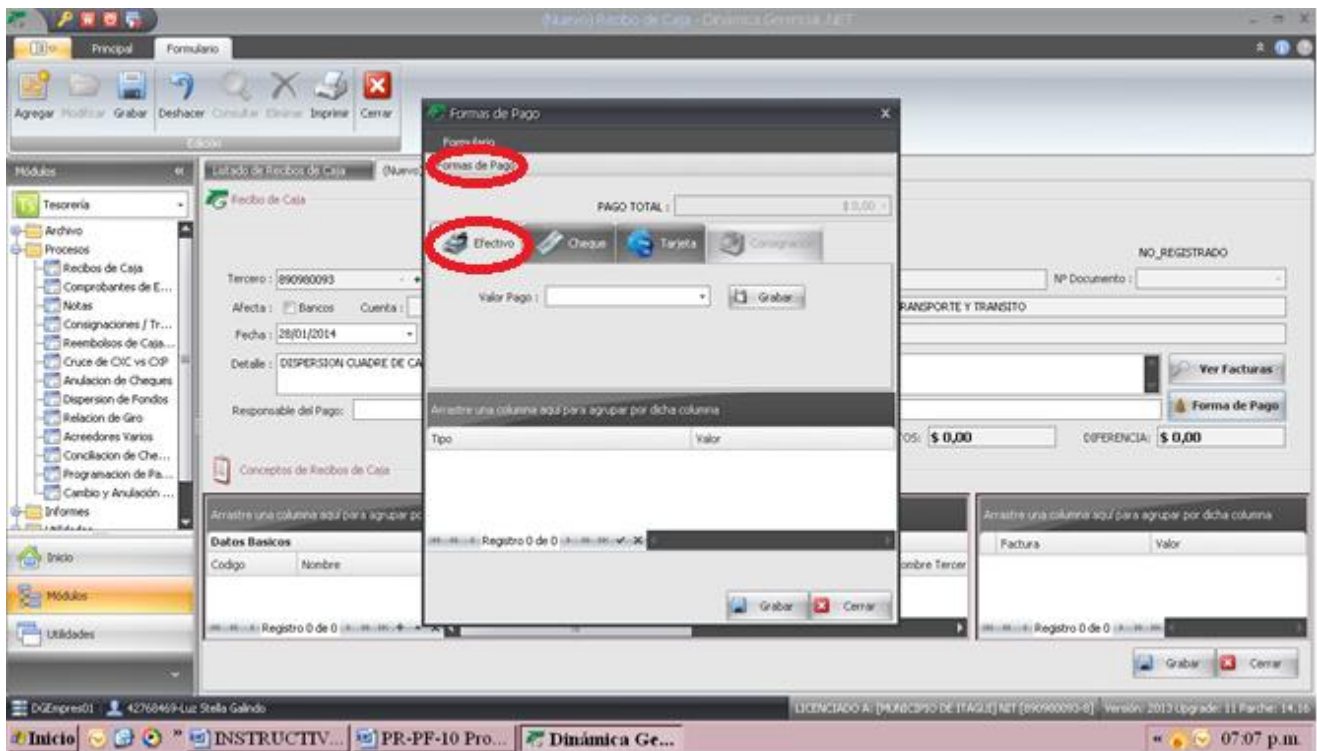 (Nuevo) Recibo de Caja - Dinámica Gerencial .NET
Principal
Formulario
Agregar Modificar Grabar Deshacer Consultar Eliminar Imprimir Cerrar
Edición
Módulos
Tesorería
Archivo
Procesos
Recibos de Caja
Comprobantes de E...
Notas
Consignaciones / Tr...
Reembolsos de Caja...
Cruce de CXC vs CXP
Anulacion de Cheques
Dispersion de Fondos
Relacion de Giro
Acreedores Varios
Conciliacion de Che...
Programacion de Pa...
Cambio y Anulación ...
Informes
Utilidades
Inicio
Módulos
Utilidades
Listado de Recibos de Caja
(Nuevo)
Recibo de Caja
NO_REGISTRADO
Tercero : 890980093
Nº Documento :
Afecta : Bancos Cuenta :
RANSPORTE Y TRANSITO
Fecha : 28/01/2014
Detalle : DISPERSION CUADRE DE CA
Ver Facturas
Responsable del Pago:
Forma de Pago
TOS: $ 0,00
DIFERENCIA: $ 0,00
Conceptos de Recibos de Caja
Arrastre una columna aquí para agrupar po
Datos Basicos
Codigo Nombre
ombre Tercer
Registro 0 de 0
Arrastre una columna aquí para agrupar por dicha columna
Factura Valor
Registro 0 de 0
Grabar Cerrar
Formas de Pago
Formulario
Formas de Pago
PAGO TOTAL : $ 0,00
Efectivo Cheque Tarjeta Consignación
Valor Pago : Grabar
Arrastre una columna aquí para agrupar por dicha columna
Tipo Valor
Registro 0 de 0
Grabar Cerrar
DGEmpres01 42768469-Luz Stella Galindo
LICENCIADO A: [MUNICIPIO DE ITAGUI] NIT [890980093-8] Versión: 2013 Upgrade: 11 Parche: 14.16
Inicio
INSTRUCTIV...
PR-PF-10 Pro...
Dinámica Ge...
07:07 p.m.